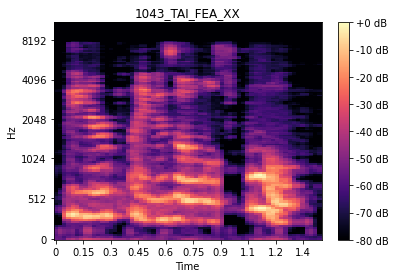 1043_TAI_FEA_XX
Hz
8192
4096
2048
1024
512
0
0 0.15 0.3 0.45 0.6 0.75 0.9 1.1 1.2 1.4
Time
+0 dB
-10 dB
-20 dB
-30 dB
-40 dB
-50 dB
-60 dB
-70 dB
-80 dB